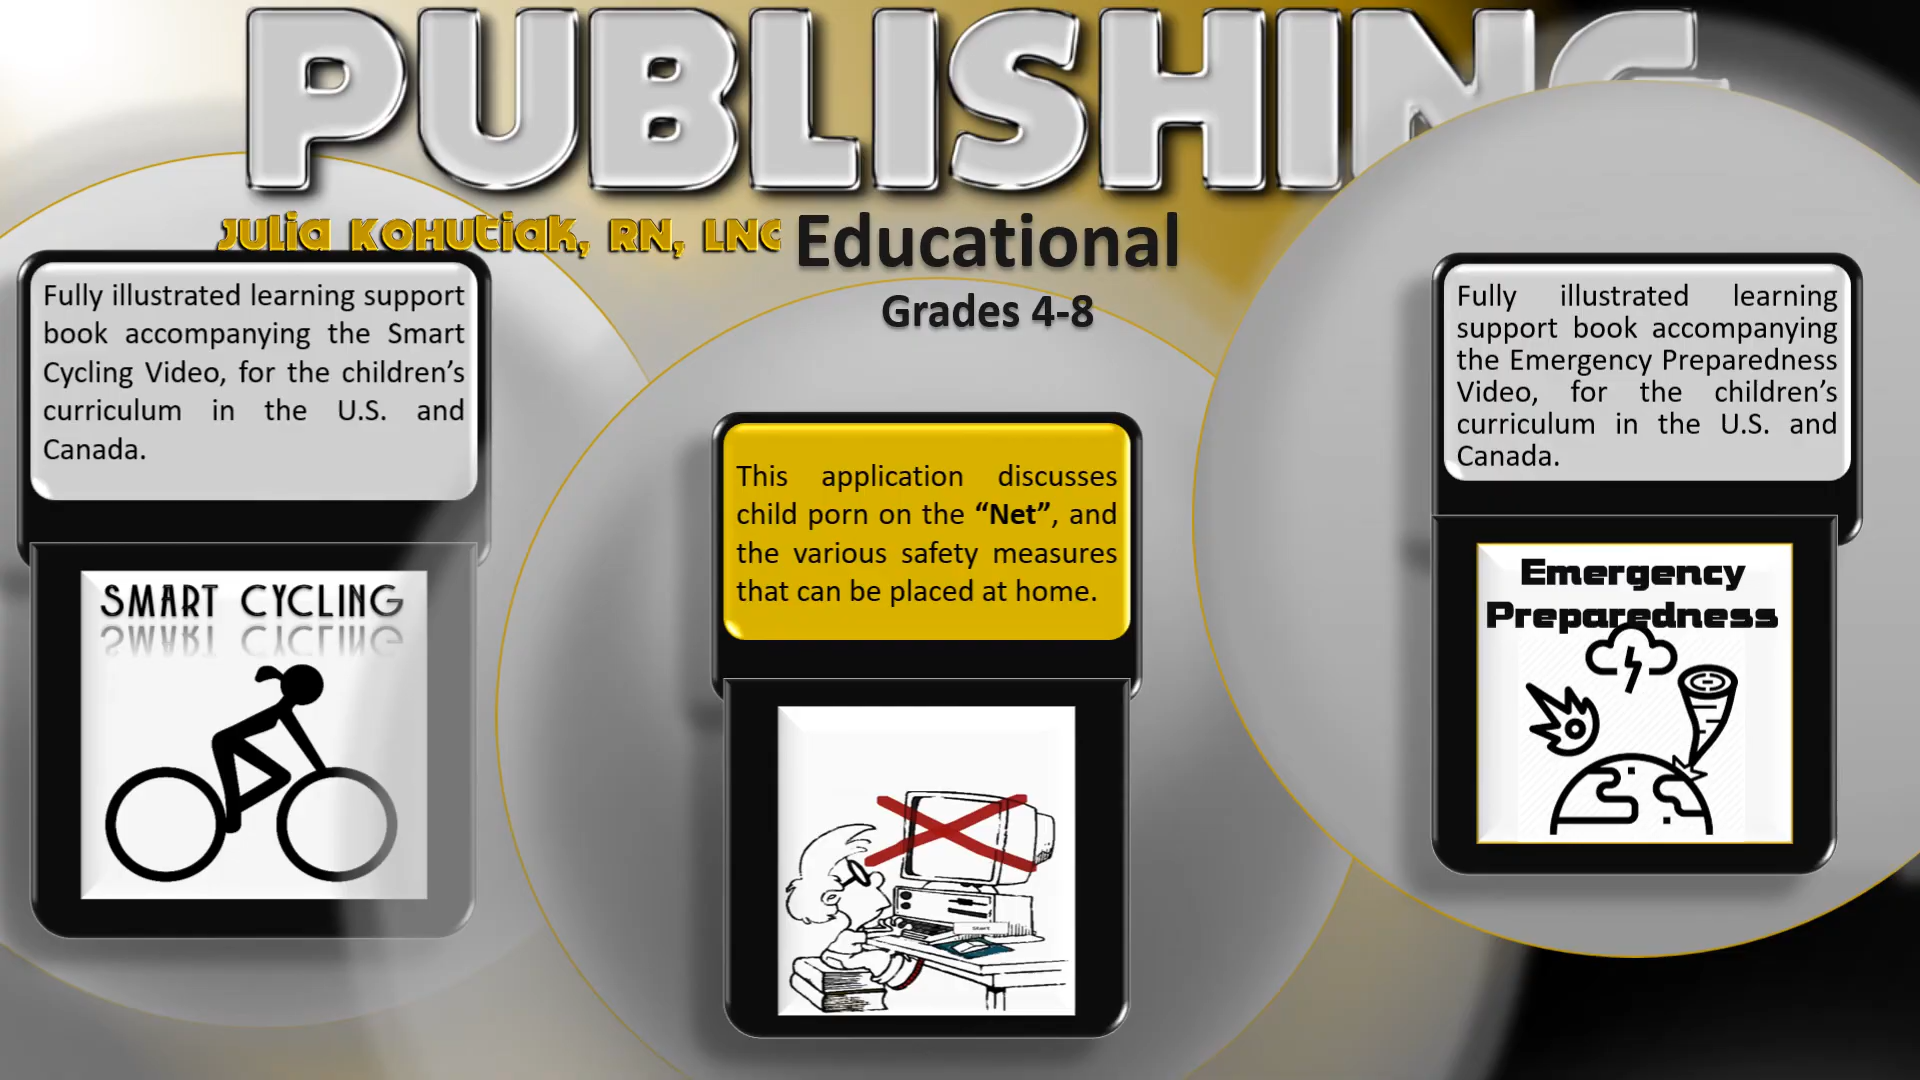 PUBLISHING
Julia Kohutiak, RN, LNC
Educational
Grades 4-8
Fully illustrated learning support
book accompanying the Smart
Cycling Video, for the children’s
curriculum in the U.S. and
Canada.
SMART CYCLING
This application discusses
child porn on the “Net”, and
the various safety measures
that can be placed at home.
Start
Fully illustrated learning
support book accompanying
the Emergency Preparedness
Video, for the children’s
curriculum in the U.S. and
Canada.
Emergency
Preparedness